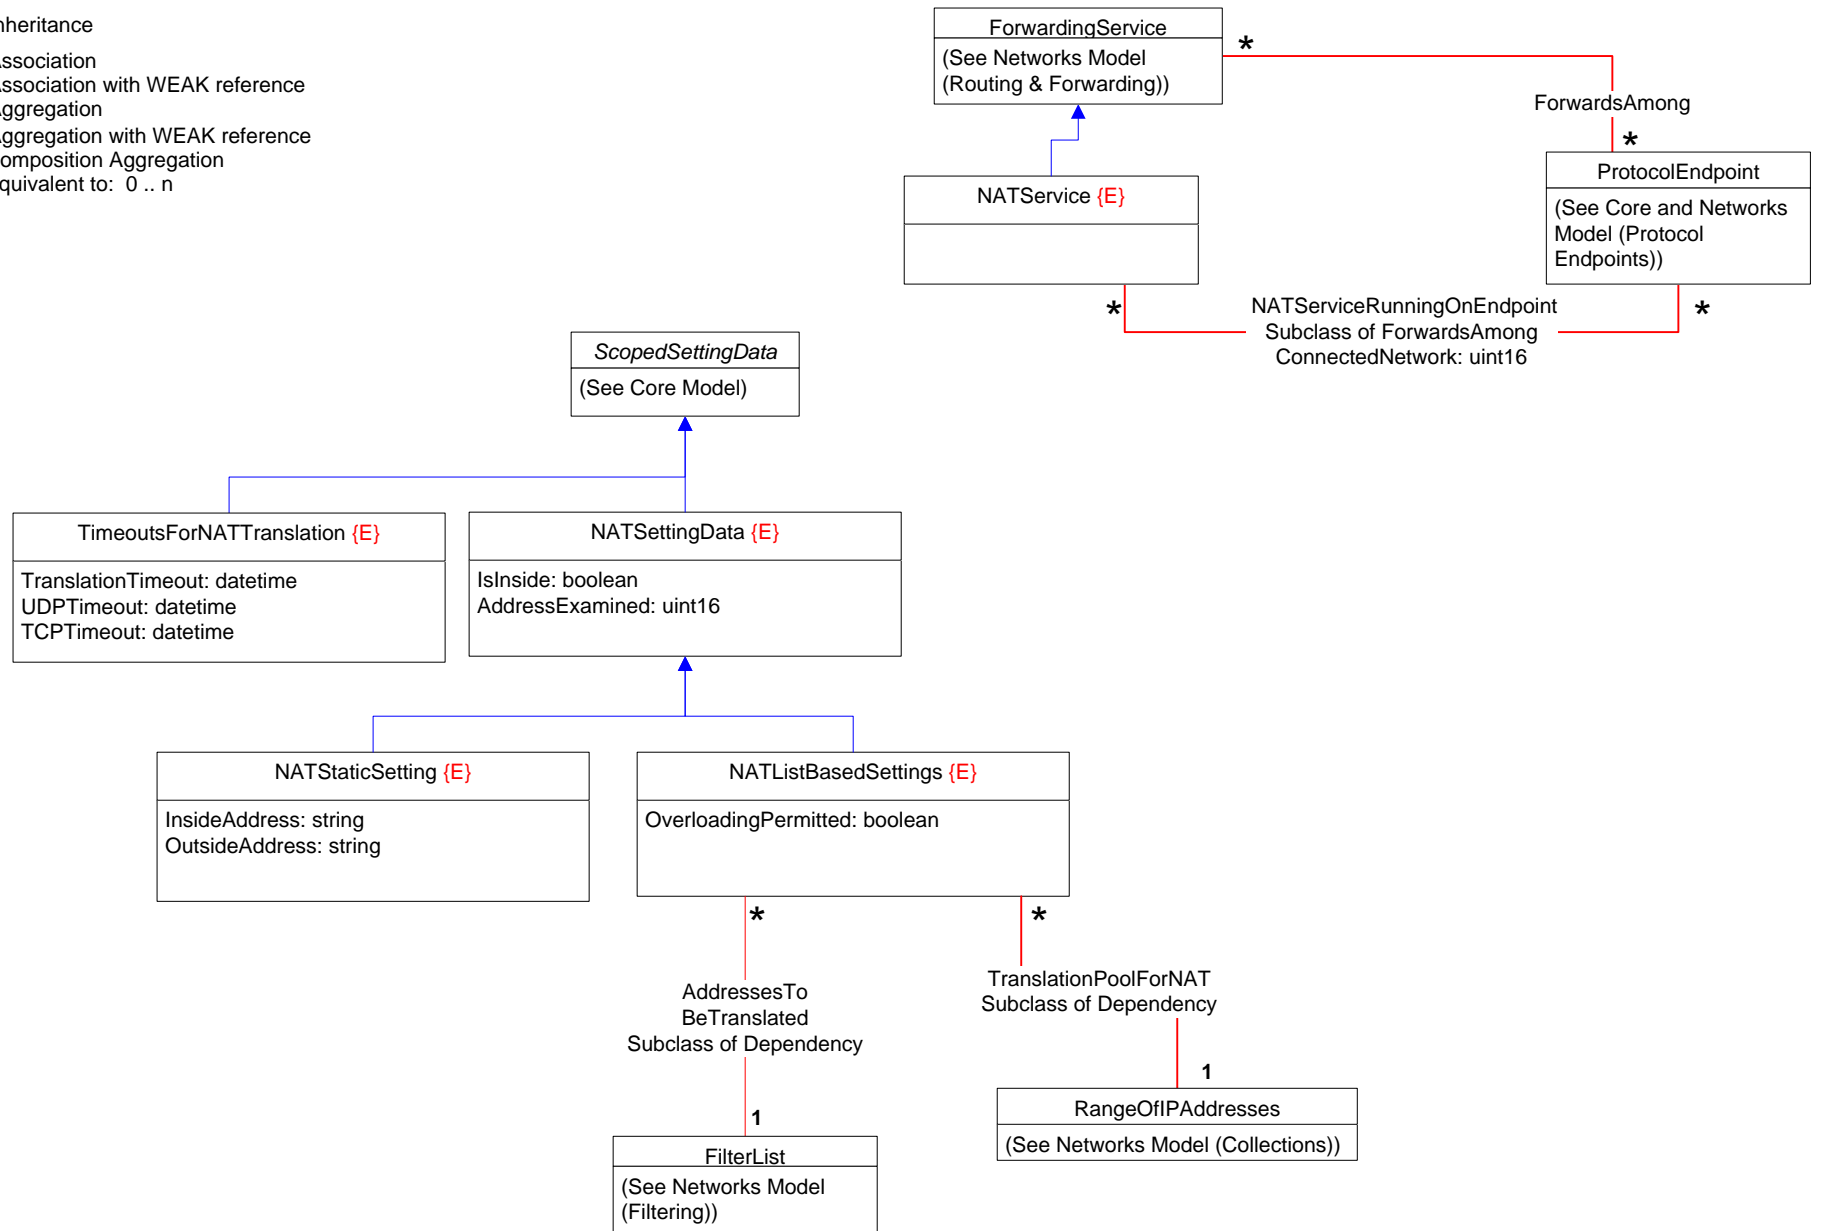 nheritance
ssociation
ssociation with WEAK reference
ggregation
ggregation with WEAK reference
omposition Aggregation
quivalent to: 0 .. n
ForwardingService
(See Networks Model
(Routing & Forwarding))
*
ForwardsAmong
*
ProtocolEndpoint
(See Core and Networks
Model (Protocol
Endpoints))
NATService {E}
*
NATServiceRunningOnEndpoint
Subclass of ForwardsAmong
ConnectedNetwork: uint16
*
ScopedSettingData
(See Core Model)
TimeoutsForNATTranslation {E}
TranslationTimeout: datetime
UDPTimeout: datetime
TCPTimeout: datetime
NATSettingData {E}
IsInside: boolean
AddressExamined: uint16
NATStaticSetting {E}
InsideAddress: string
OutsideAddress: string
NATListBasedSettings {E}
OverloadingPermitted: boolean
*
*
AddressesTo
BeTranslated
Subclass of Dependency
TranslationPoolForNAT
Subclass of Dependency
1
1
RangeOfIPAddresses
(See Networks Model (Collections))
FilterList
(See Networks Model
(Filtering))